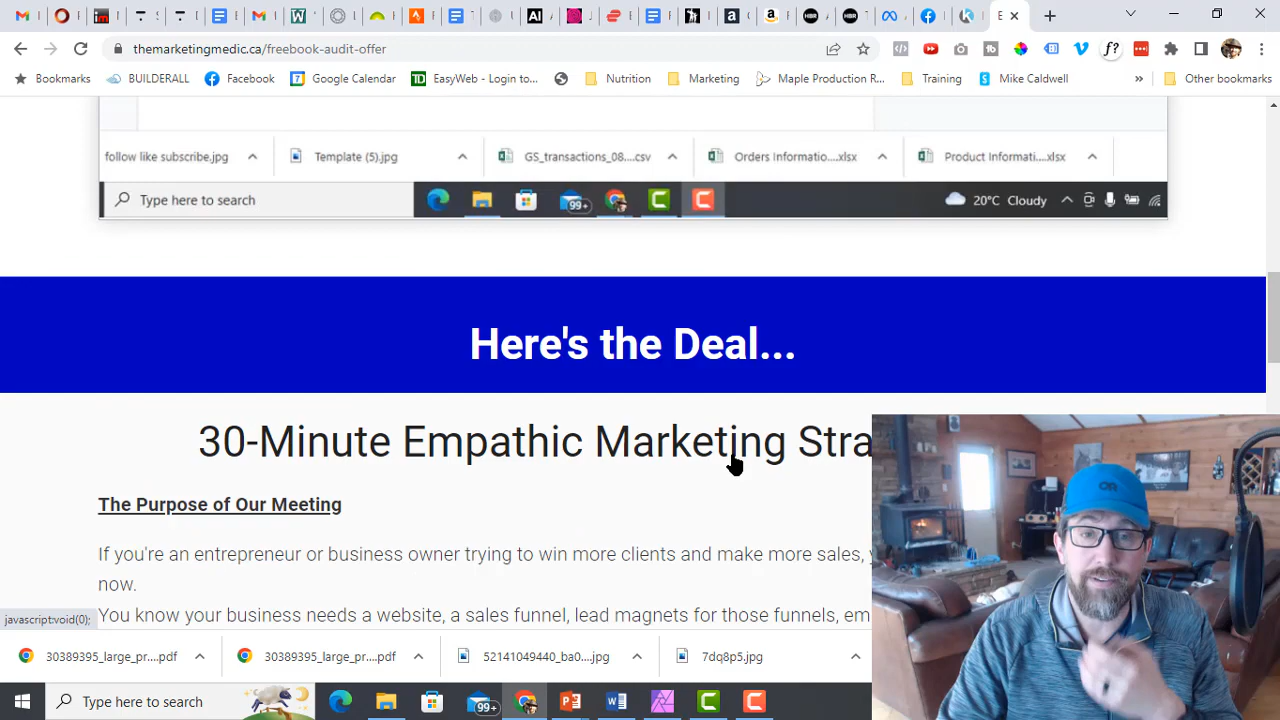 themarketingmedic.ca/freebook-audit-offer
Bookmarks
BUILDERALL
Facebook
Google Calendar
EasyWeb - Login to...
Nutrition
Marketing
Maple Production R...
Training
Mike Caldwell
»
Other bookmarks
follow like subscribe.jpg
Template (5).jpg
GS_transactions_08....csv
Orders Informatio....xlsx
Product Informati....xlsx
Type here to search
99+
20°C Cloudy
Here's the Deal...
30-Minute Empathic Marketing Stra
The Purpose of Our Meeting
If you're an entrepreneur or business owner trying to win more clients and make more sales, y
now.
You know your business needs a website, a sales funnel, lead magnets for those funnels, em
javascript:void(0);
30389395_large_pr....pdf
30389395_large_pr....pdf
52141049440_ba0....jpg
7dq8p5.jpg
Type here to search
99+